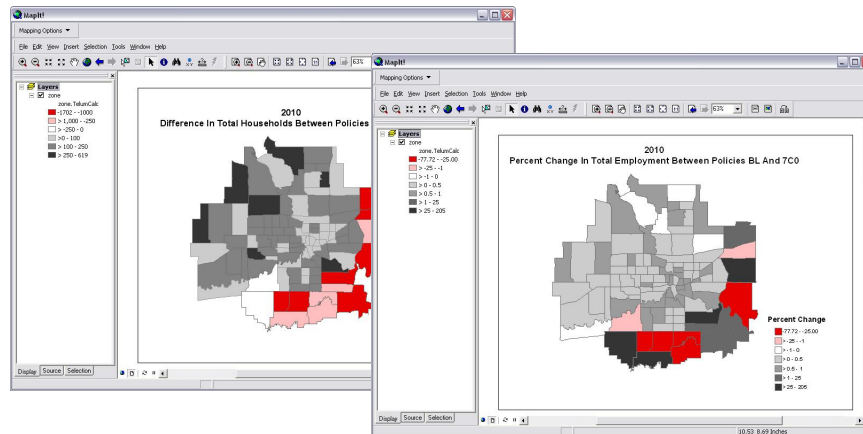 MapIt!
Mapping Options
File Edit View Insert Selection Tools Window Help
63%
Layers
zone
zone.TelumCalc
-1702 - -1000
> 1,000 - -250
> -250 - 0
>0 - 100
> 100 - 250
> 250 - 619
2010
Difference In Total Households Between Policies
Display Source Selection
MapIt!
Mapping Options
File Edit View Insert Selection Tools Window Help
63%
Layers
zone
zone.TelumCalc
-77.72 - -25.00
> -25 - -1
> -1 - 0
> 0 - 0.5
> 0.5 - 1
> 1 - 25
> 25 - 205
2010
Percent Change In Total Employment Between Policies BL And 7C0
Percent Change
-77.72 - -25.00
> -25 - -1
> -1 - 0
> 0 - 0.5
> 0.5 - 1
> 1 - 25
> 25 - 205
Display Source Selection
10.53 8.69 Inches